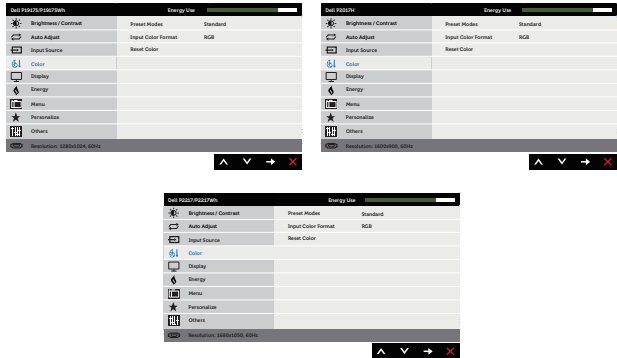 Dell P1917S/P1917SWh Energy Use
Brightness / Contrast Preset Modes Standard
Auto Adjust Input Color Format RGB
Input Source Reset Color
Color
Display
Energy
Menu
Personalize
Others
Resolution: 1280x1024, 60Hz
Dell P2017H Energy Use
Brightness / Contrast Preset Modes Standard
Auto Adjust Input Color Format RGB
Input Source Reset Color
Color
Display
Energy
Menu
Personalize
Others
Resolution: 1600x900, 60Hz
Dell P2217/P2217Wh Energy Use
Brightness / Contrast Preset Modes Standard
Auto Adjust Input Color Format RGB
Input Source Reset Color
Color
Display
Energy
Menu
Personalize
Others
Resolution: 1680x1050, 60Hz